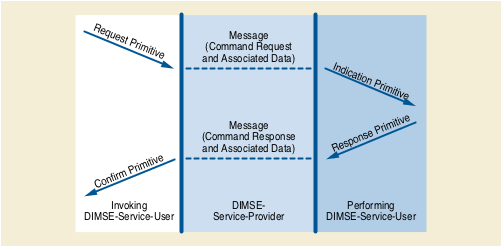 Request Primitive
Message
(Command Request
and Associated Data)
Indication Primitive
Message
(Command Response
and Associated Data)
Response Primitive
Confirm Primitive
Invoking
DIMSE-Service-User
DIMSE-
Service-Provider
Performing
DIMSE-Service-User